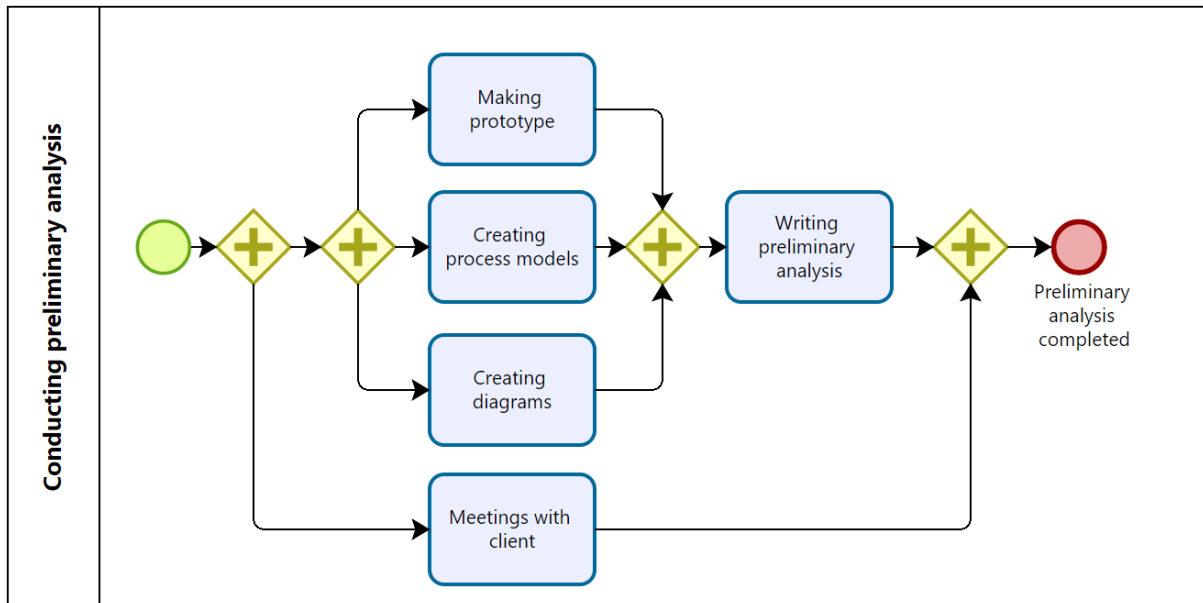 Conducting preliminary analysis
Making
prototype
Creating
process models
Creating
diagrams
Meetings with
client
Writing
preliminary
analysis
Preliminary
analysis
completed